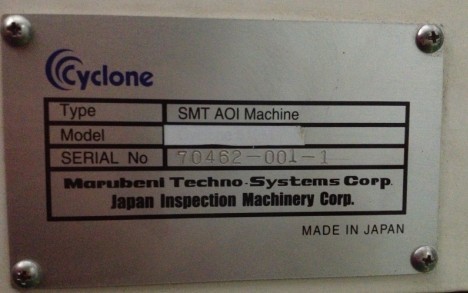 Cyclone
Type SMT AOI Machine
Model
SERIAL No 70462-001-1
Marubeni Techno-Systems Corp.
Japan Inspection Machinery Corp.
MADE IN JAPAN